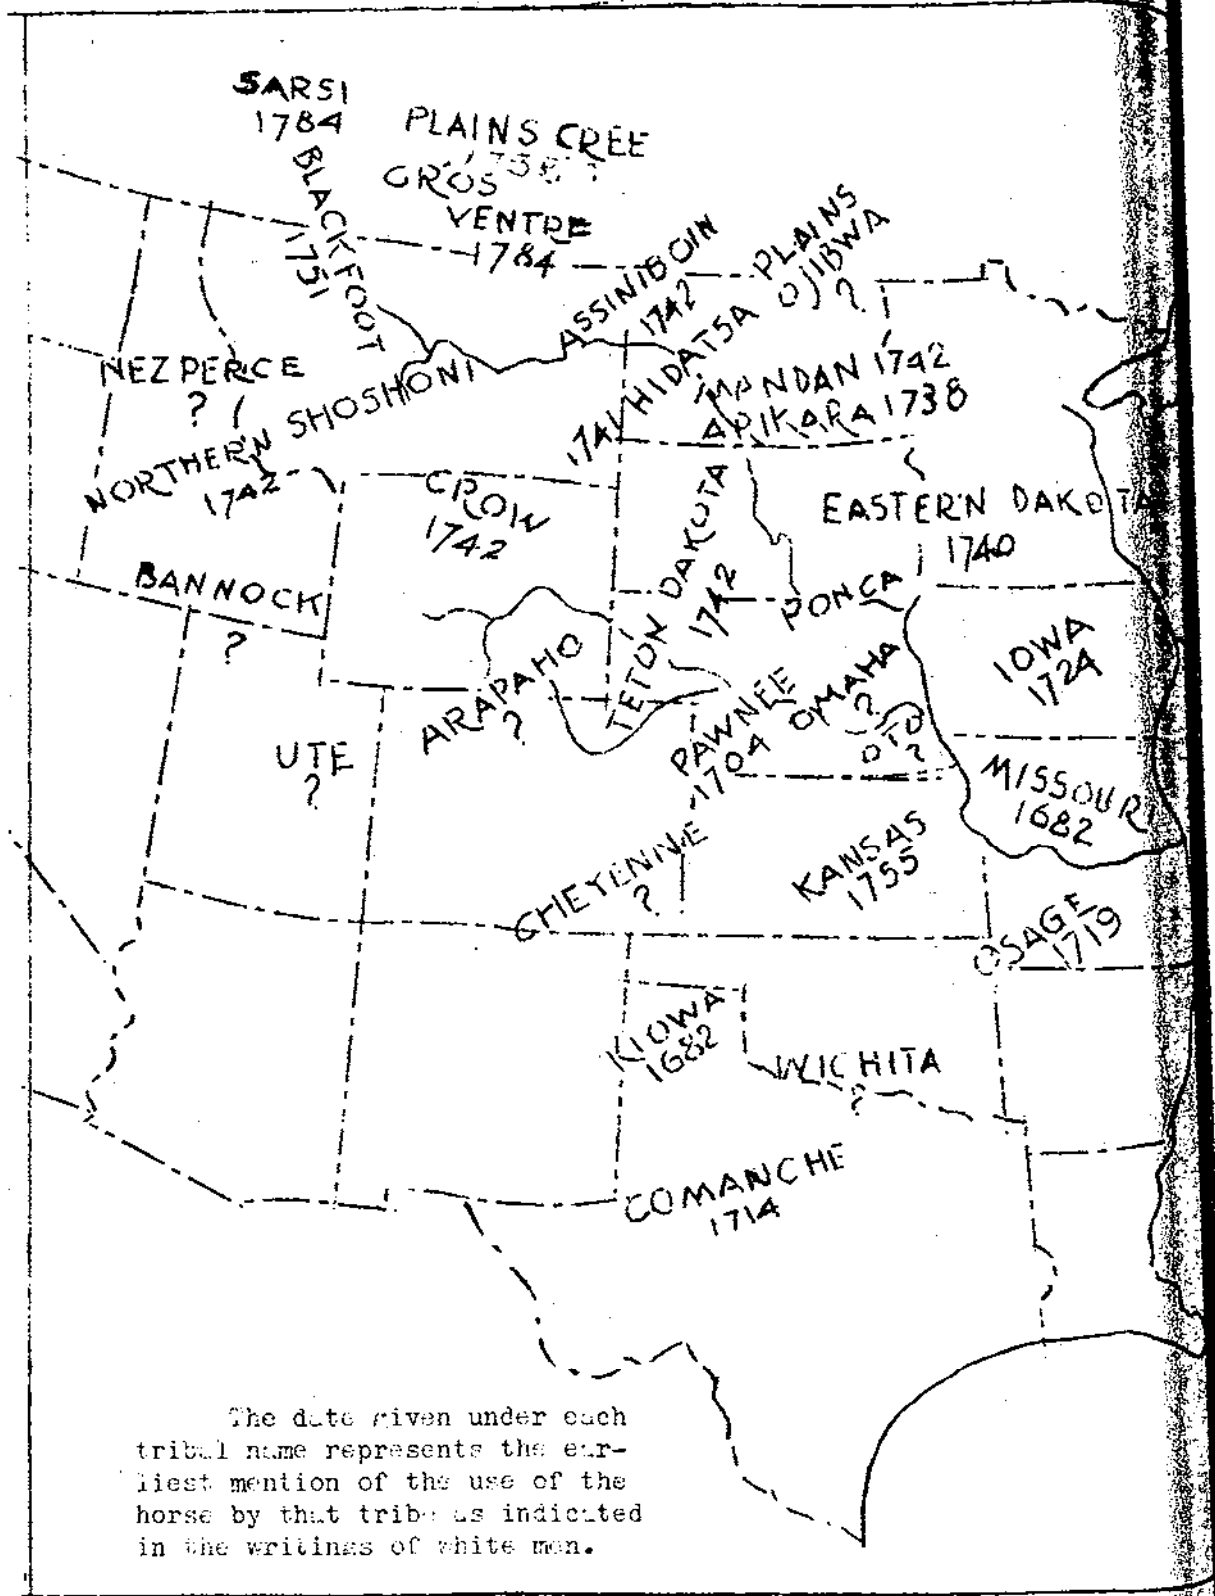 SARSI
1784
PLAINS CREE
BLACKFOOT
1751
GROS
VENTRE
1784
ASSINIBOIN
1742
PLAINS
OJIBWA
?
HIDATSA
1741
MANDAN 1742
ARIKARA 1738
NEZ PERCE
?
NORTHERN SHOSHONI
1742
CROW
1742
TETON DAKOTA
1742
EASTERN DAKOTA
1740
BANNOCK
?
PONCA
IOWA
1724
ARAPAHO
?
PAWNEE
1704
OMAHA
?
OTO
?
UTE
?
MISSOURI
1682
CHEYENNE
?
KANSAS
1755
OSAGE
1719
KIOWA
1682
WICHITA
?
COMANCHE
1714
The date given under each
tribal name represents the ear-
liest mention of the use of the
horse by that tribe as indicated
in the writings of white men.